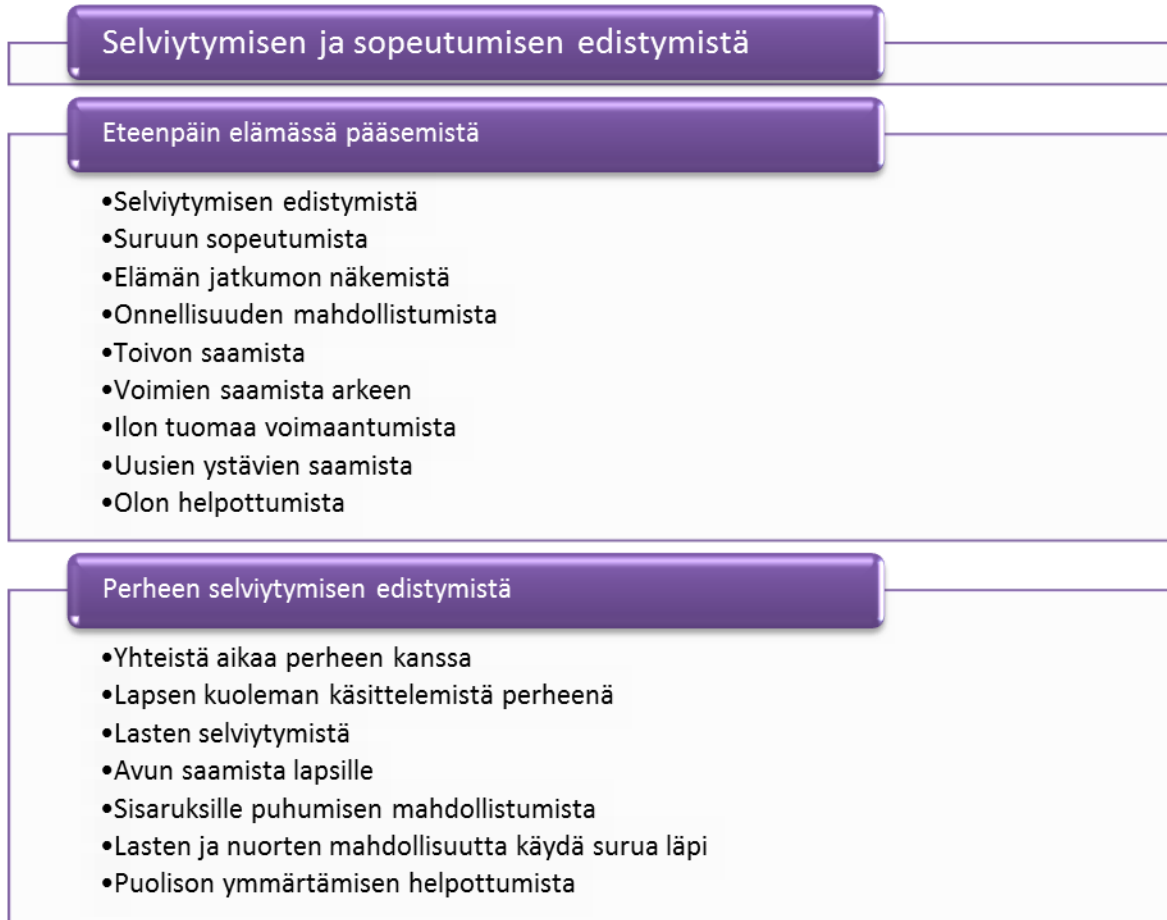 Selviytymisen ja sopeutumisen edistymistä
Eteenpäin elämässä pääsemistä
•Selviytymisen edistymistä
•Suruun sopeutumista
•Elämän jatkumon näkemistä
•Onnellisuuden mahdollistumista
•Toivon saamista
•Voimien saamista arkeen
•Ilon tuomaa voimaantumista
•Uusien ystävien saamista
•Olon helpottumista
Perheen selviytymisen edistymistä
•Yhteistä aikaa perheen kanssa
•Lapsen kuoleman käsittelemistä perheenä
•Lasten selviytymistä
•Avun saamista lapsille
•Sisaruksille puhumisen mahdollistumista
•Lasten ja nuorten mahdollisuutta käydä surua läpi
•Puolison ymmärtämisen helpottumista